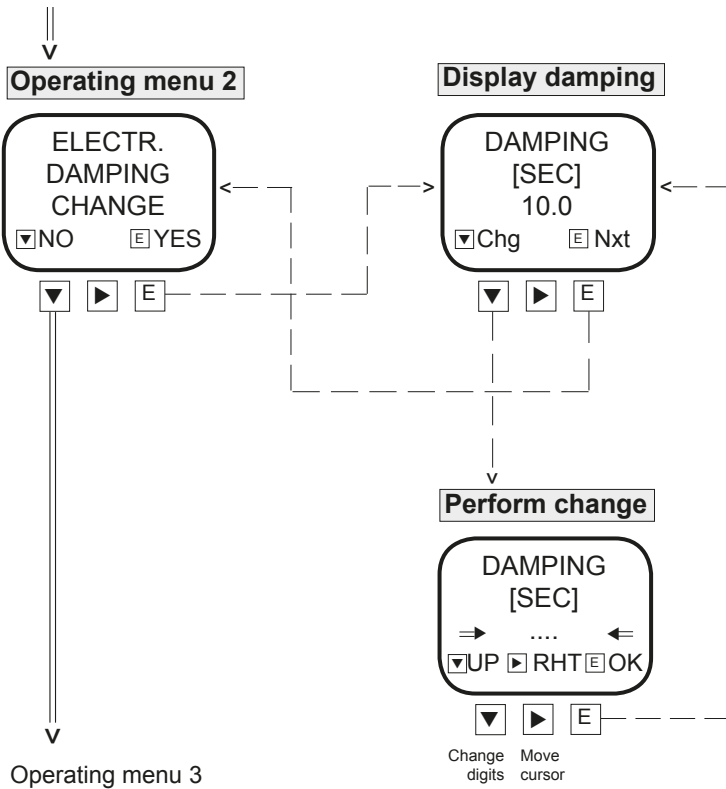 Operating menu 2
ELECTR.
DAMPING
CHANGE
▼NO E YES
▼ ▶ E
Display damping
DAMPING
[SEC]
10.0
▼Chg E Nxt
▼ ▶ E
Perform change
DAMPING
[SEC]
⇒ .... ⇐
▼UP ▶ RHT E OK
▼ ▶ E
Change digits
Move cursor
Operating menu 3